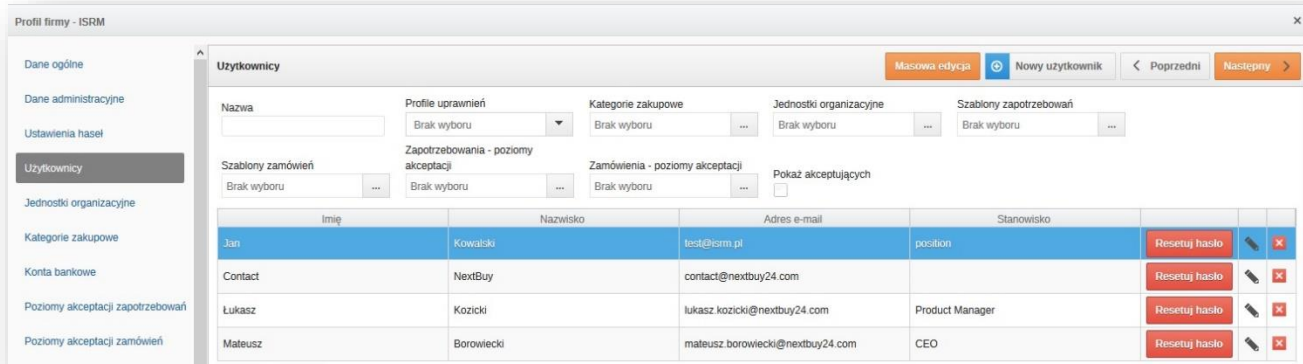 Profil firmy - ISRM
Dane ogólne
Dane administracyjne
Ustawienia haseł
Użytkownicy
Jednostki organizacyjne
Kategorie zakupowe
Konta bankowe
Poziomy akceptacji zapotrzebowań
Poziomy akceptacji zamówień
Użytkownicy
Masowa edycja
Nowy użytkownik
Poprzedni
Następny
Nazwa
Profile uprawnień
Brak wyboru
Kategorie zakupowe
Brak wyboru ...
Jednostki organizacyjne
Brak wyboru ...
Szablony zapotrzebowań
Brak wyboru ...
Szablony zamówień
Brak wyboru ...
Zapotrzebowania - poziomy
akceptacji
Brak wyboru ...
Zamówienia - poziomy akceptacji
Brak wyboru ...
Pokaż akceptujących
Imię Nazwisko Adres e-mail Stanowisko
Jan Kowalski test@isrm.pl position Resetuj hasło
Contact NextBuy contact@nextbuy24.com Resetuj hasło
Łukasz Kozicki lukasz.kozicki@nextbuy24.com Product Manager Resetuj hasło
Mateusz Borowiecki mateusz.borowiecki@nextbuy24.com CEO Resetuj hasło